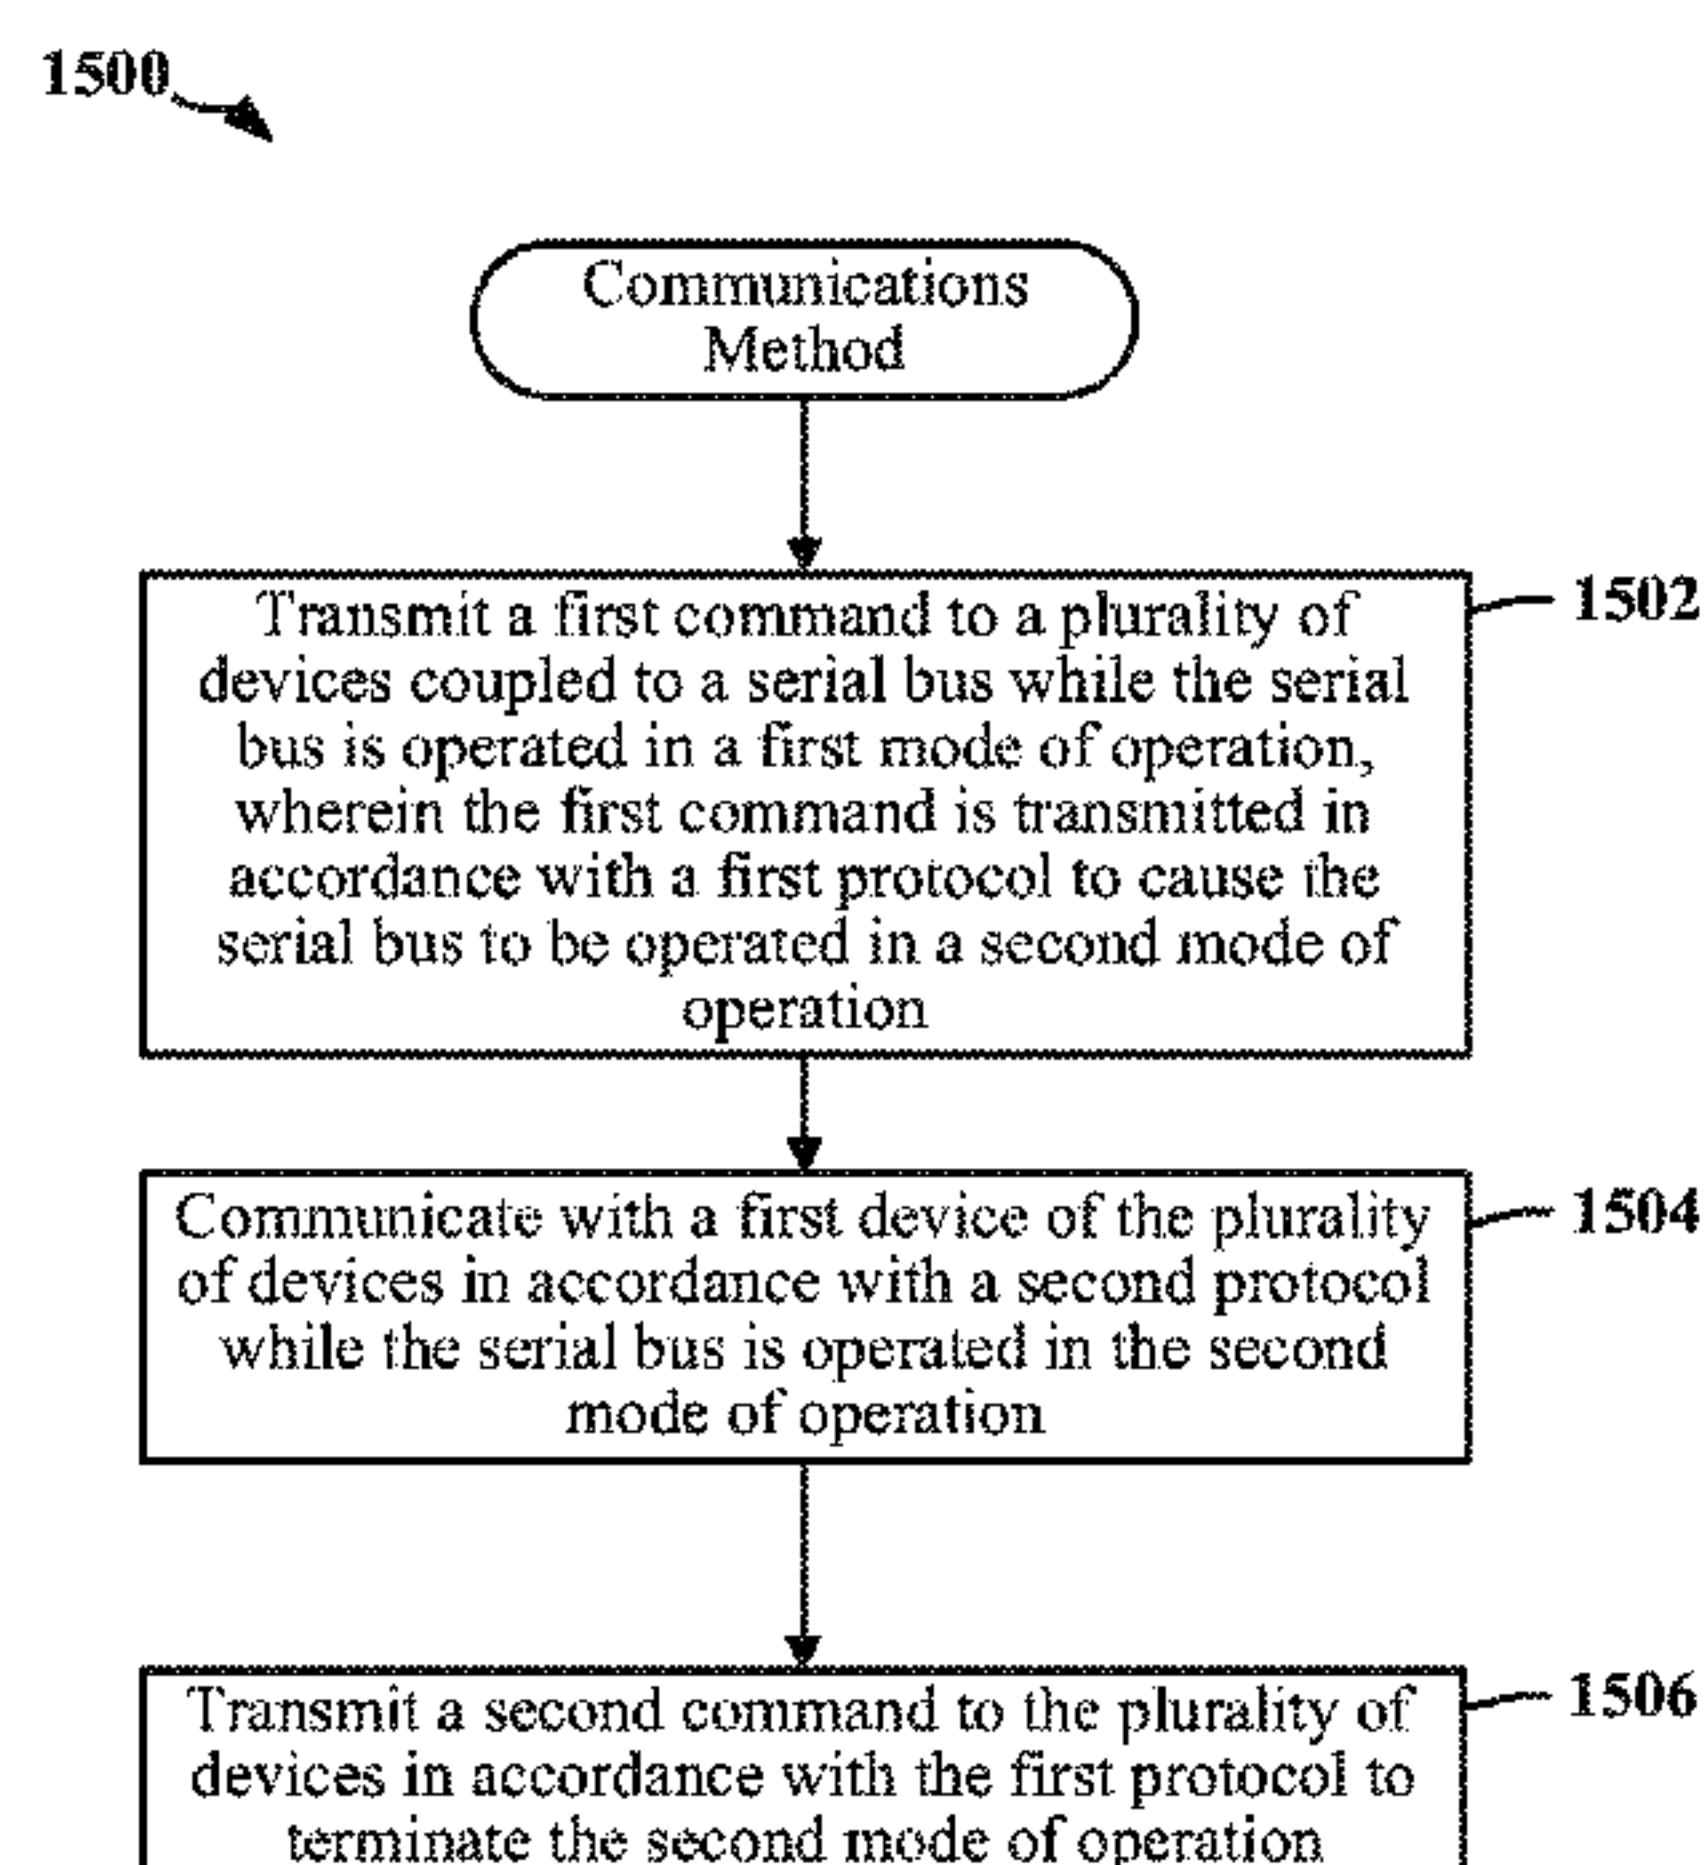 1500
Communications
Method
Transmit a first command to a plurality of
devices coupled to a serial bus while the serial
bus is operated in a first mode of operation,
wherein the first command is transmitted in
accordance with a first protocol to cause the
serial bus to be operated in a second mode of
operation
1502
Communicate with a first device of the plurality
of devices in accordance with a second protocol
while the serial bus is operated in the second
mode of operation
1504
Transmit a second command to the plurality of
devices in accordance with the first protocol to
terminate the second mode of operation
1506